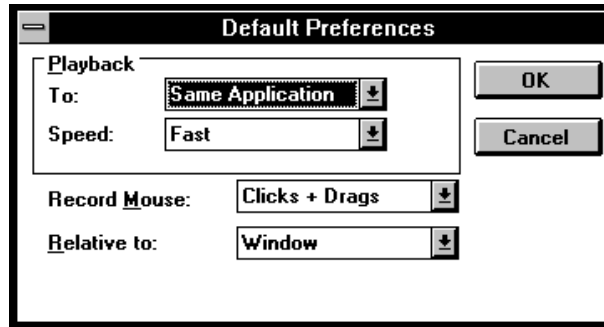 Default Preferences
Playback
To: Same Application
Speed: Fast
Record Mouse: Clicks + Drags
Relative to: Window
OK
Cancel